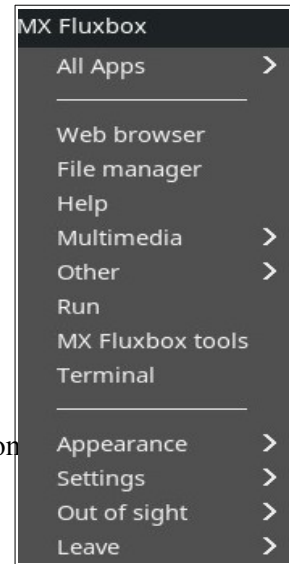 MX Fluxbox
All Apps
Web browser
File manager
Help
Multimedia
Other
Run
MX Fluxbox tools
Terminal
Appearance
Settings
Out of sight
Leave